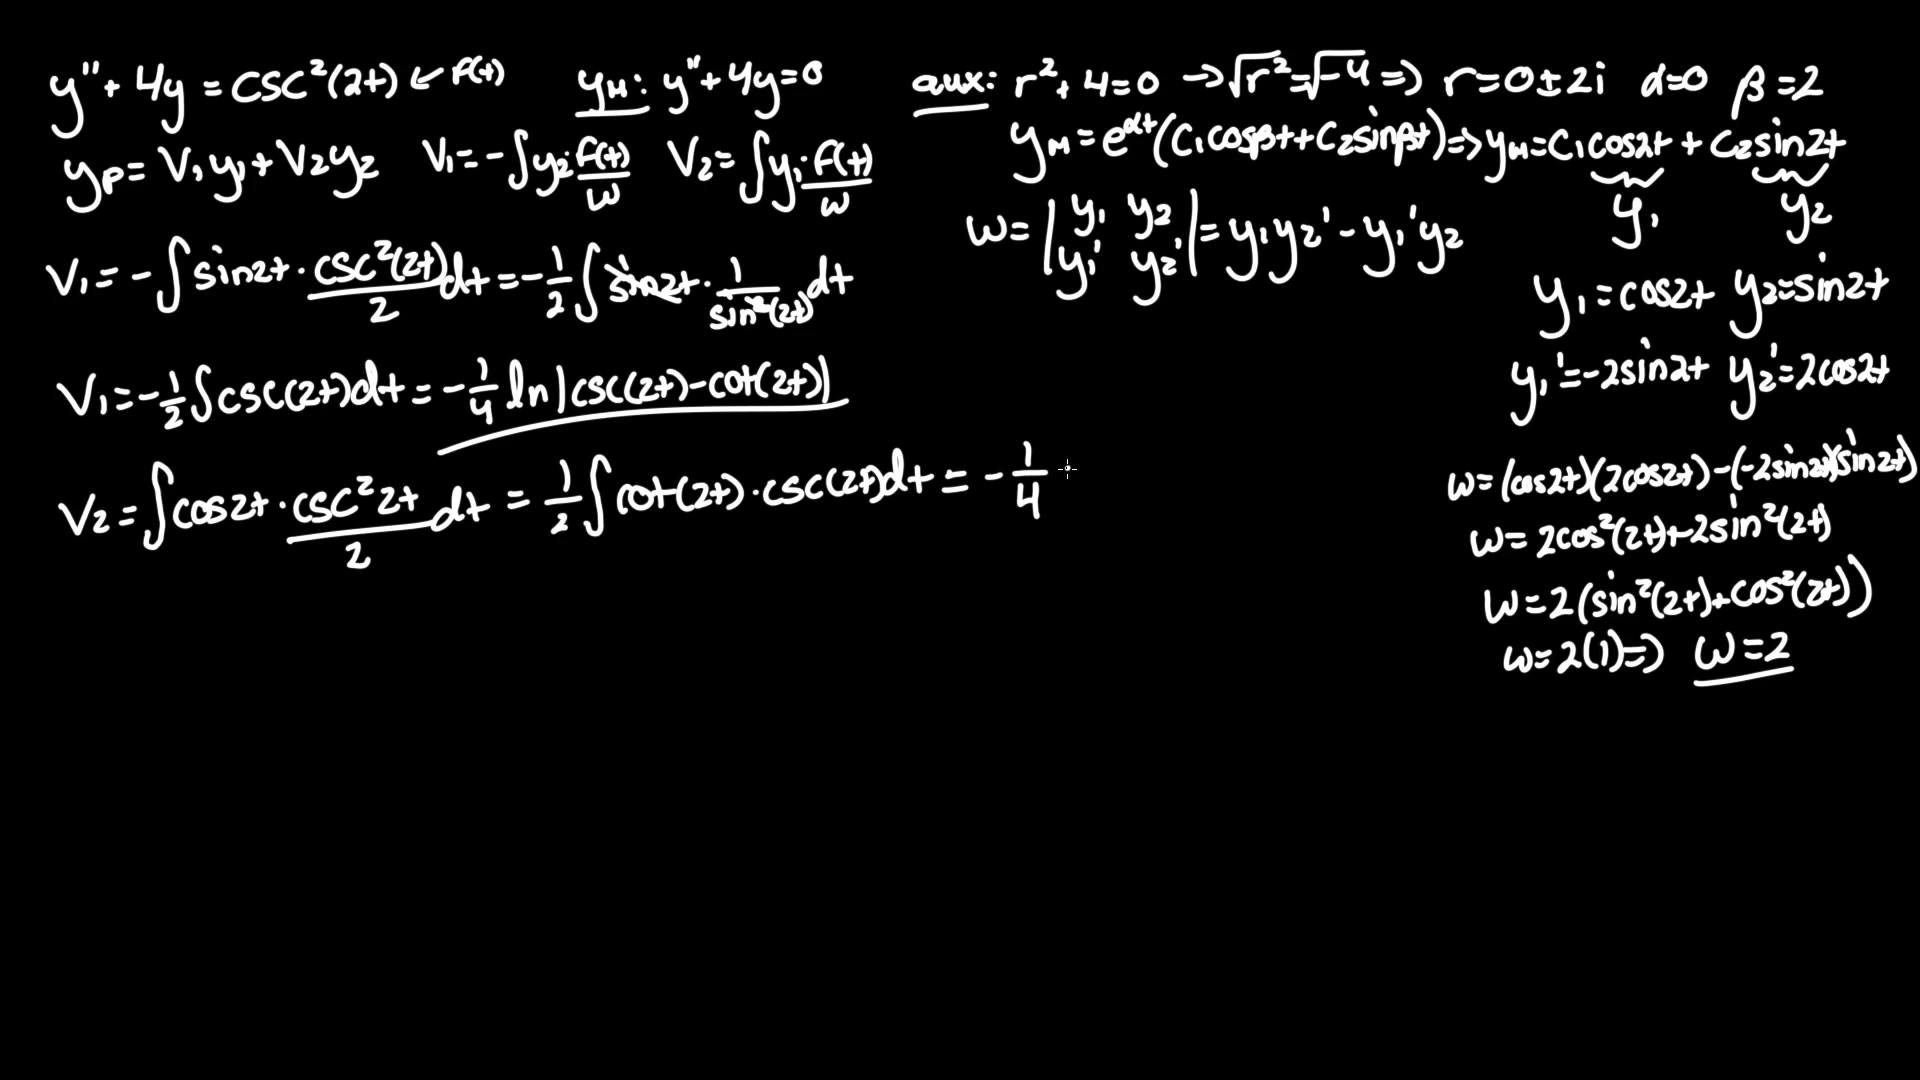 y'' + 4y = csc²(2t) ← f(t)
y_H: y'' + 4y = 0
aux: r² + 4 = 0 → √r² = √-4 => r = 0 ± 2i α = 0 β = 2
y_H = e^αt (c₁cosβt + c₂sinβt) => y_H = c₁cos2t + c₂sin2t
y₁ y₂
y_p = V₁y₁ + V₂y₂ V₁ = -∫y₂·f(t)/W V₂ = ∫y₁·f(t)/W
W = |y₁ y₂ y₁' y₂'| = y₁y₂' - y₁'y₂
V₁ = -∫sin2t · csc²(2t)/2 dt = -1/2 ∫sin2t · 1/sin²(2t) dt
V₁ = -1/2 ∫csc(2t)dt = -1/4 ln|csc(2t) - cot(2t)|
V₂ = ∫cos2t · csc²2t/2 dt = 1/2 ∫cot(2t)·csc(2t)dt = -1/4
y₁ = cos2t y₂ = sin2t
y₁' = -2sin2t y₂' = 2cos2t
W = (cos2t)(2cos2t) - (-2sin2t)(sin2t)
W = 2cos²(2t) + 2sin²(2t)
W = 2(sin²(2t) + cos²(2t))
W = 2(1) => W = 2